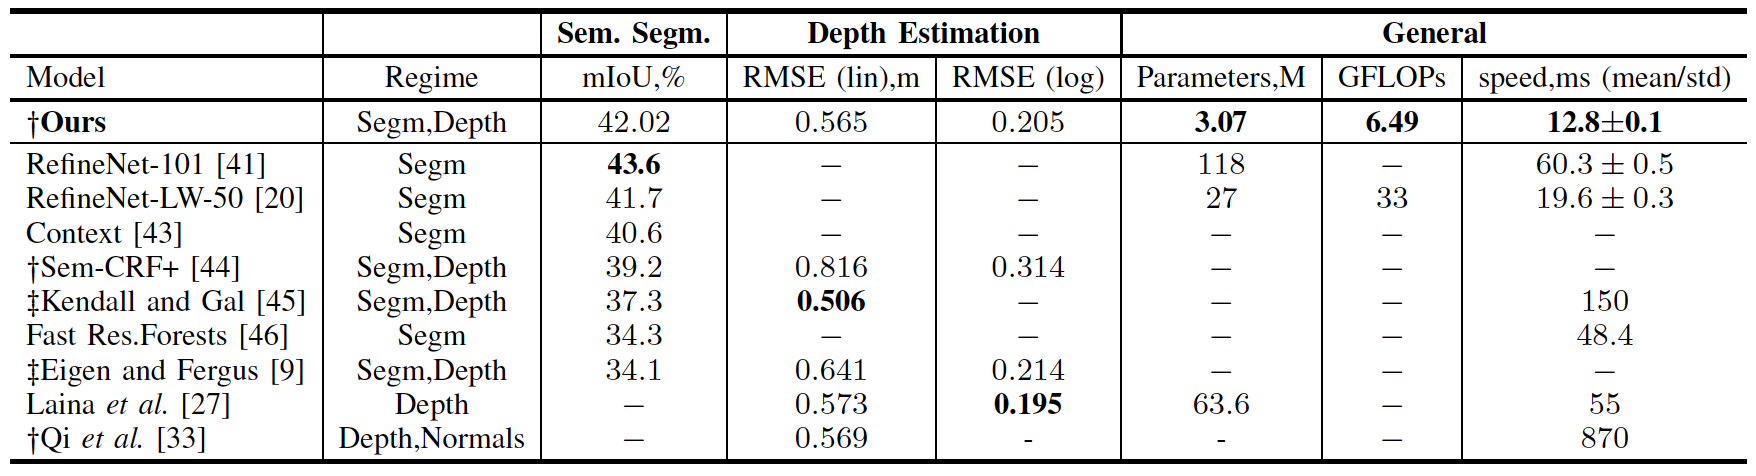 Sem. Segm. Depth Estimation General
Model Regime mIoU,% RMSE (lin),m RMSE (log) Parameters,M GFLOPs speed,ms (mean/std)
†Ours Segm,Depth 42.02 0.565 0.205 3.07 6.49 12.8±0.1
RefineNet-101 [41] Segm 43.6 − − 118 − 60.3 ± 0.5
RefineNet-LW-50 [20] Segm 41.7 − − 27 33 19.6 ± 0.3
Context [43] Segm 40.6 − − − − −
†Sem-CRF+ [44] Segm,Depth 39.2 0.816 0.314 − − −
‡Kendall and Gal [45] Segm,Depth 37.3 0.506 − − − 150
Fast Res.Forests [46] Segm 34.3 − − − − 48.4
‡Eigen and Fergus [9] Segm,Depth 34.1 0.641 0.214 − − −
Laina et al. [27] Depth − 0.573 0.195 63.6 − 55
†Qi et al. [33] Depth,Normals − 0.569 - - − 870